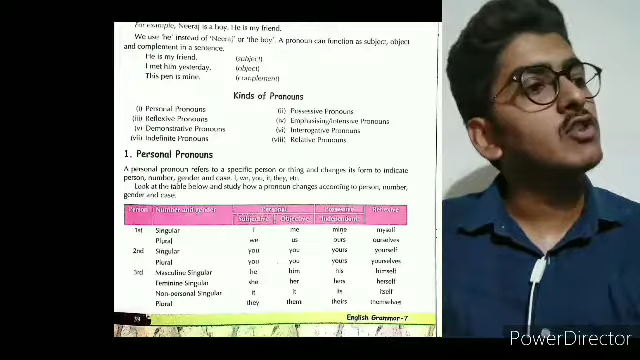 For example, Neeraj is a boy. He is my friend.
We use 'he' instead of 'Neeraj' or 'the boy'. A pronoun can function as subject, object
and complement in a sentence.
He is my friend. (subject)
I met him yesterday. (object)
This pen is mine. (complement)
Kinds of Pronouns
(i) Personal Pronouns (ii) Possessive Pronouns
(iii) Reflexive Pronouns (iv) Emphasising/Intensive Pronouns
(v) Demonstrative Pronouns (vi) Interrogative Pronouns
(vii) Indefinite Pronouns (viii) Relative Pronouns
1. Personal Pronouns
A personal pronoun refers to a specific person or thing and changes its form to indicate
person, number, gender and case. I, we, you, it, they, etc.
Look at the table below and study how a pronoun changes according to person, number,
gender and case.
Person Number and gender Personal Possessive Reflexive
Subjective Objective Independent
1st Singular I me mine myself
Plural we us ours ourselves
2nd Singular you you yours yourself
Plural you you yours yourselves
3rd Masculine Singular he him his himself
Feminine Singular she her hers herself
Non-personal Singular it it its itself
Plural they them theirs themselves
English Grammar-7
PowerDirector